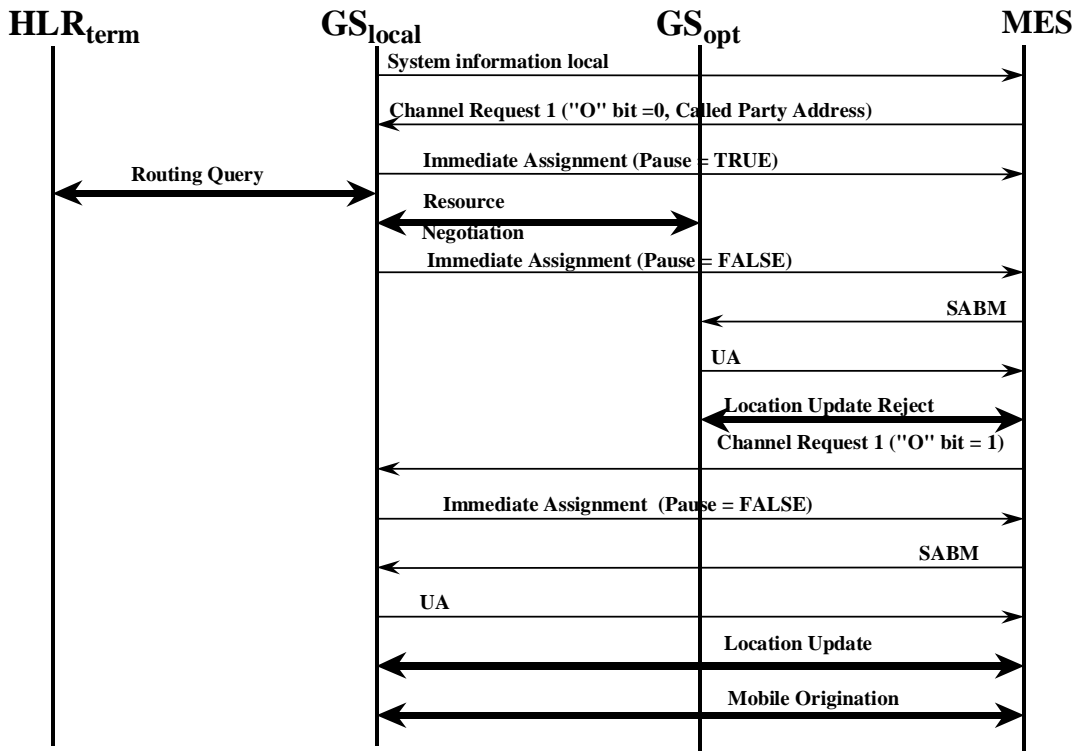 HLRterm GSlocal GSopt MES
System information local
Channel Request 1 ("O" bit =0, Called Party Address)
Immediate Assignment (Pause = TRUE)
Routing Query
Resource
Negotiation
Immediate Assignment (Pause = FALSE)
SABM
UA
Location Update Reject
Channel Request 1 ("O" bit = 1)
Immediate Assignment (Pause = FALSE)
SABM
UA
Location Update
Mobile Origination